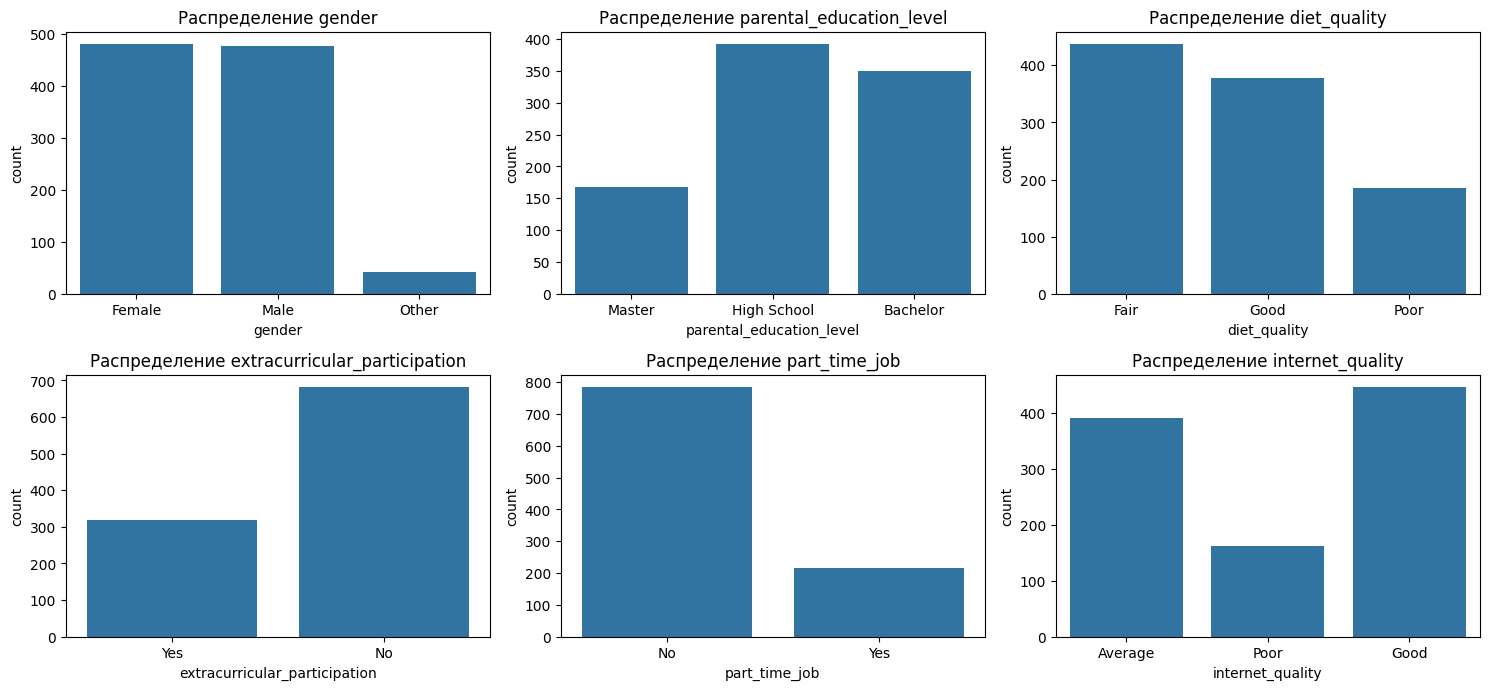 Распределение gender
500
400
300
200
100
0
count
Female Male Other
gender
Распределение parental_education_level
400
350
300
250
200
150
100
50
0
count
Master High School Bachelor
parental_education_level
Распределение diet_quality
400
300
200
100
0
count
Fair Good Poor
diet_quality
Распределение extracurricular_participation
700
600
500
400
300
200
100
0
count
Yes No
extracurricular_participation
Распределение part_time_job
800
700
600
500
400
300
200
100
0
count
No Yes
part_time_job
Распределение internet_quality
400
300
200
100
0
count
Average Poor Good
internet_quality